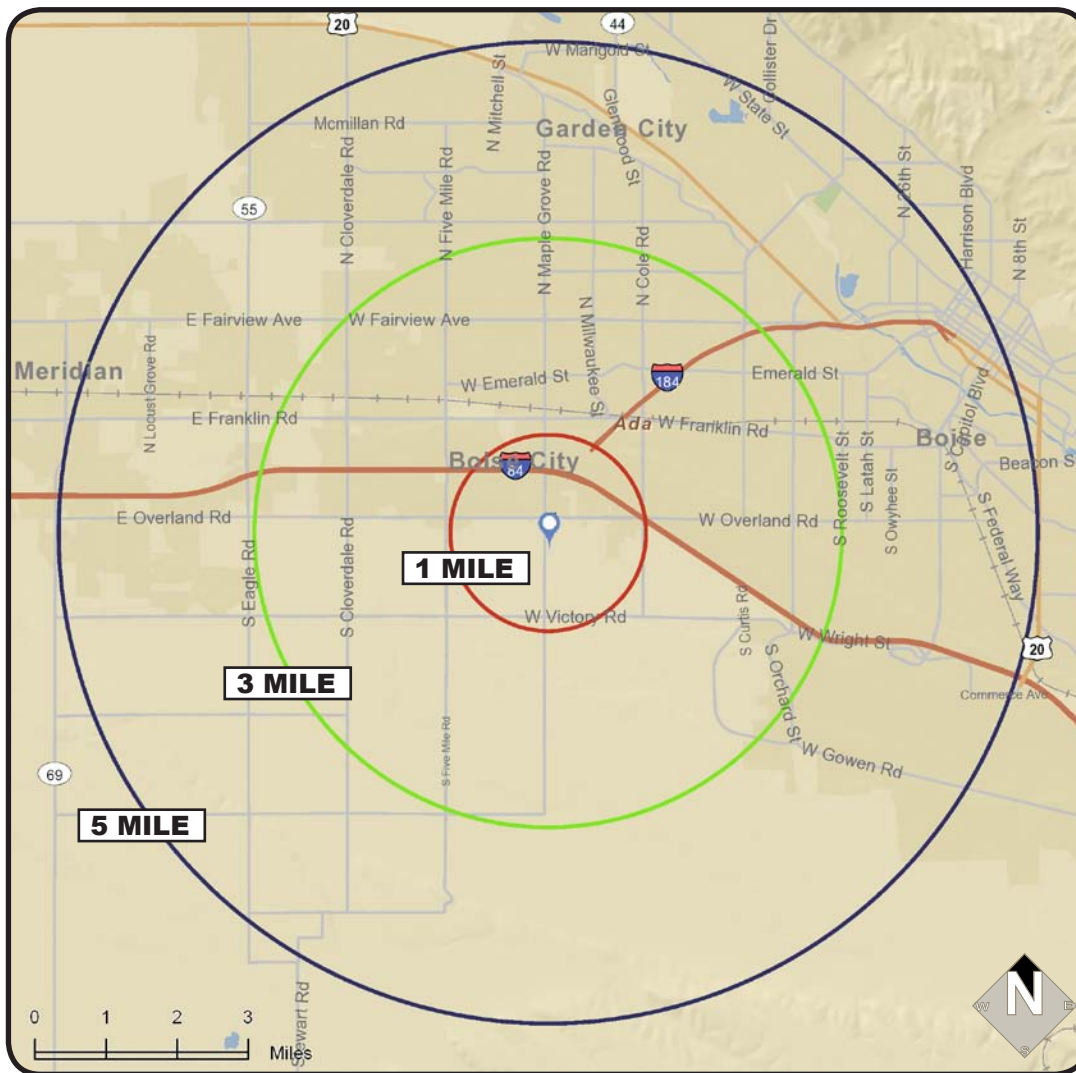 20
44
W Marigold St
Collister Dr
N Mitchell St
W State St
Glenwood St
Mcmillan Rd
Garden City
N Cloverdale Rd
N Five Mile Rd
N Maple Grove Rd
N 26th St
Harrison Blvd
N 8th St
55
N Cole Rd
E Fairview Ave
W Fairview Ave
N Milwaukee St
N Locust Grove Rd
Meridian
W Emerald St
184
Emerald St
E Franklin Rd
Ada
W Franklin Rd
S Capitol Blvd
Boise
Boise City
84
Beacon S
S Roosevelt St
S Latah St
S Owyhee St
E Overland Rd
W Overland Rd
S Federal Way
S Eagle Rd
S Cloverdale Rd
1 MILE
W Victory Rd
S Curtis Rd
W Wright St
20
3 MILE
S Orchard St
Commerce Ave
S Five Mile Rd
W Gowen Rd
69
5 MILE
Stewart Rd
N
W
E
S
0 1 2 3
Miles